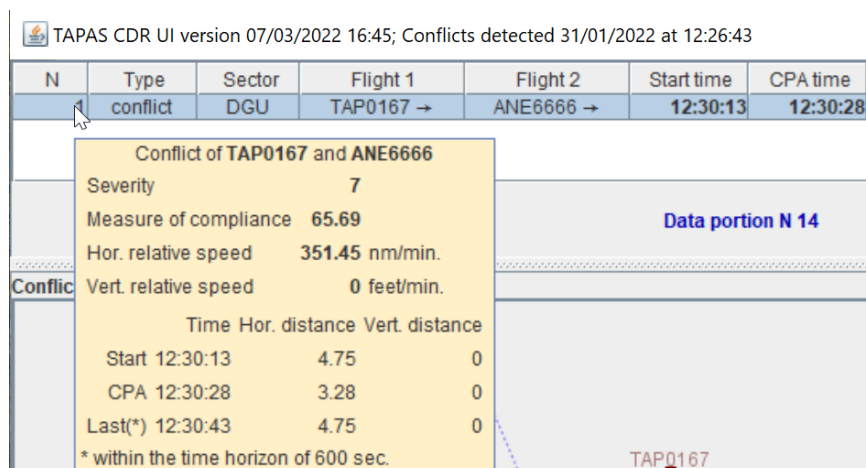 TAPAS CDR UI version 07/03/2022 16:45; Conflicts detected 31/01/2022 at 12:26:43
N Type Sector Flight 1 Flight 2 Start time CPA time
1 conflict DGU TAP0167 → ANE6666 → 12:30:13 12:30:28
Conflict of TAP0167 and ANE6666
Severity 7
Measure of compliance 65.69
Data portion N 14
Hor. relative speed 351.45 nm/min.
Conflic
Vert. relative speed 0 feet/min.
Time Hor. distance Vert. distance
Start 12:30:13 4.75 0
CPA 12:30:28 3.28 0
Last(*) 12:30:43 4.75 0
* within the time horizon of 600 sec.
TAP0167